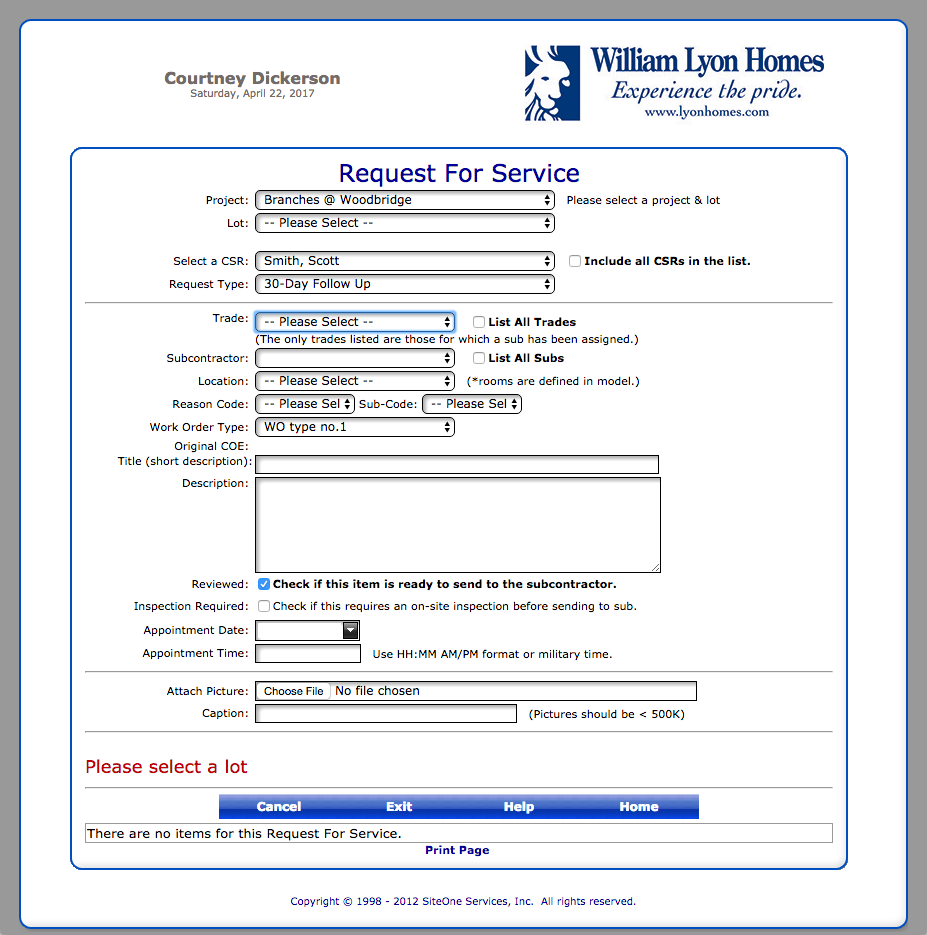 Courtney Dickerson
Saturday, April 22, 2017
William Lyon Homes
Experience the pride.
www.lyonhomes.com
Request For Service
Project: Branches @ Woodbridge Please select a project & lot
Lot: -- Please Select --
Select a CSR: Smith, Scott Include all CSRs in the list.
Request Type: 30-Day Follow Up
Trade: -- Please Select -- List All Trades
(The only trades listed are those for which a sub has been assigned.)
Subcontractor: List All Subs
Location: -- Please Select -- (*rooms are defined in model.)
Reason Code: -- Please Sel Sub-Code: -- Please Sel
Work Order Type: WO type no.1
Original COE:
Title (short description):
Description:
Reviewed: Check if this item is ready to send to the subcontractor.
Inspection Required: Check if this requires an on-site inspection before sending to sub.
Appointment Date:
Appointment Time: Use HH:MM AM/PM format or military time.
Attach Picture: Choose File No file chosen
Caption: (Pictures should be < 500K)
Please select a lot
Cancel Exit Help Home
There are no items for this Request For Service.
Print Page
Copyright © 1998 - 2012 SiteOne Services, Inc. All rights reserved.